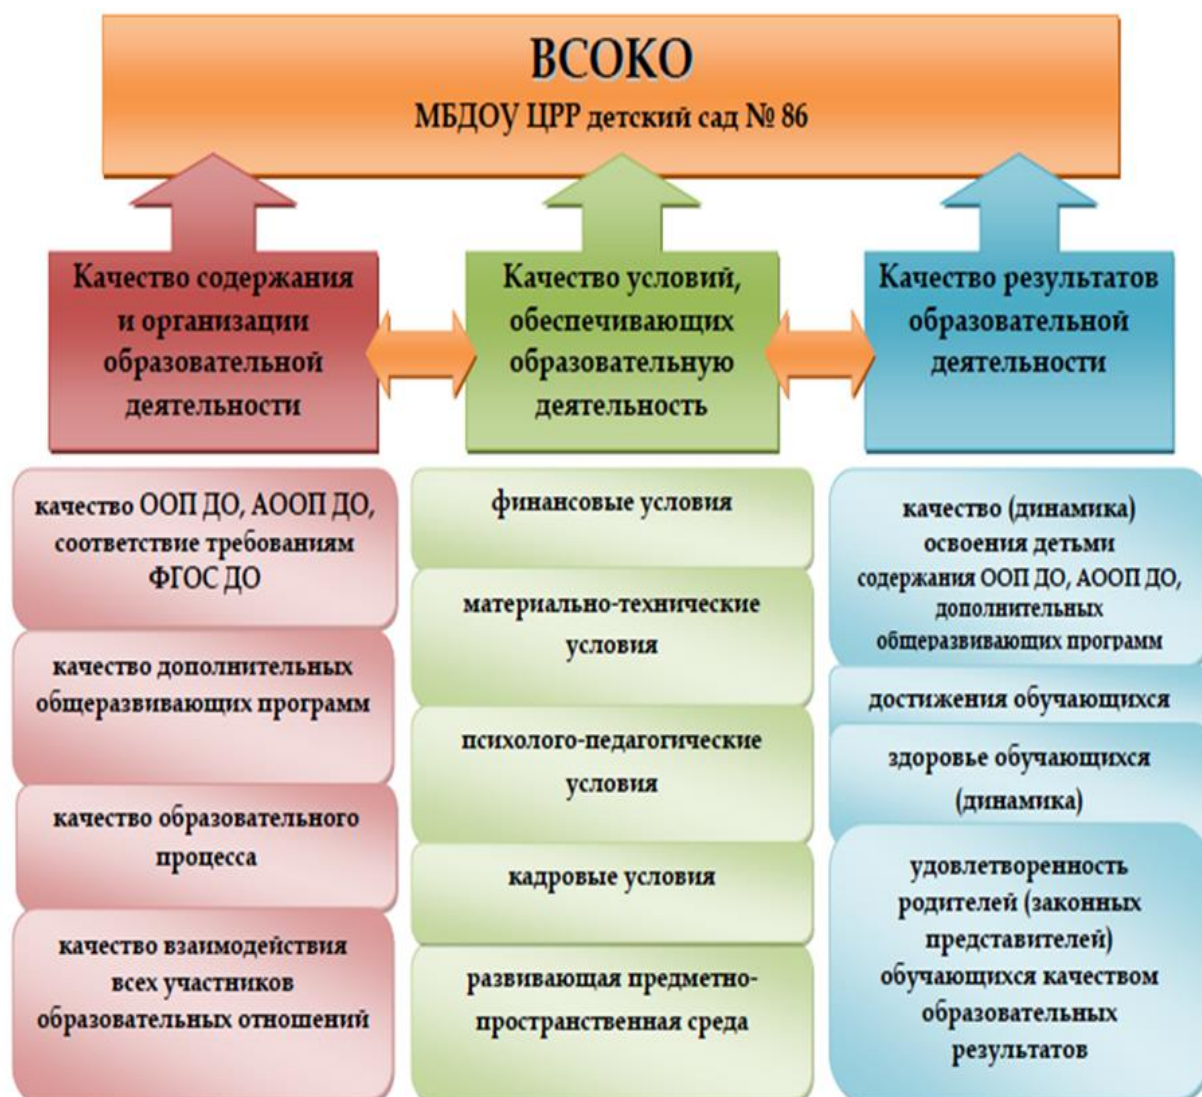 ВСОКО
МБДОУ ЦРР детский сад № 86
Качество содержания
и организации
образовательной
деятельности
Качество условий,
обеспечивающих
образовательную
деятельность
Качество результатов
образовательной
деятельности
качество ООП ДО, АООП ДО,
соответствие требованиям
ФГОС ДО
качество дополнительных
общеразвивающих программ
качество образовательного
процесса
качество взаимодействия
всех участников
образовательных отношений
финансовые условия
материально-технические
условия
психолого-педагогические
условия
кадровые условия
развивающая предметно-
пространственная среда
качество (динамика)
освоения детьми
содержания ООП ДО, АООП ДО,
дополнительных
общеразвивающих программ
достижения обучающихся
здоровье обучающихся
(динамика)
удовлетворенность
родителей (законных
представителей)
обучающихся качеством
образовательных
результатов